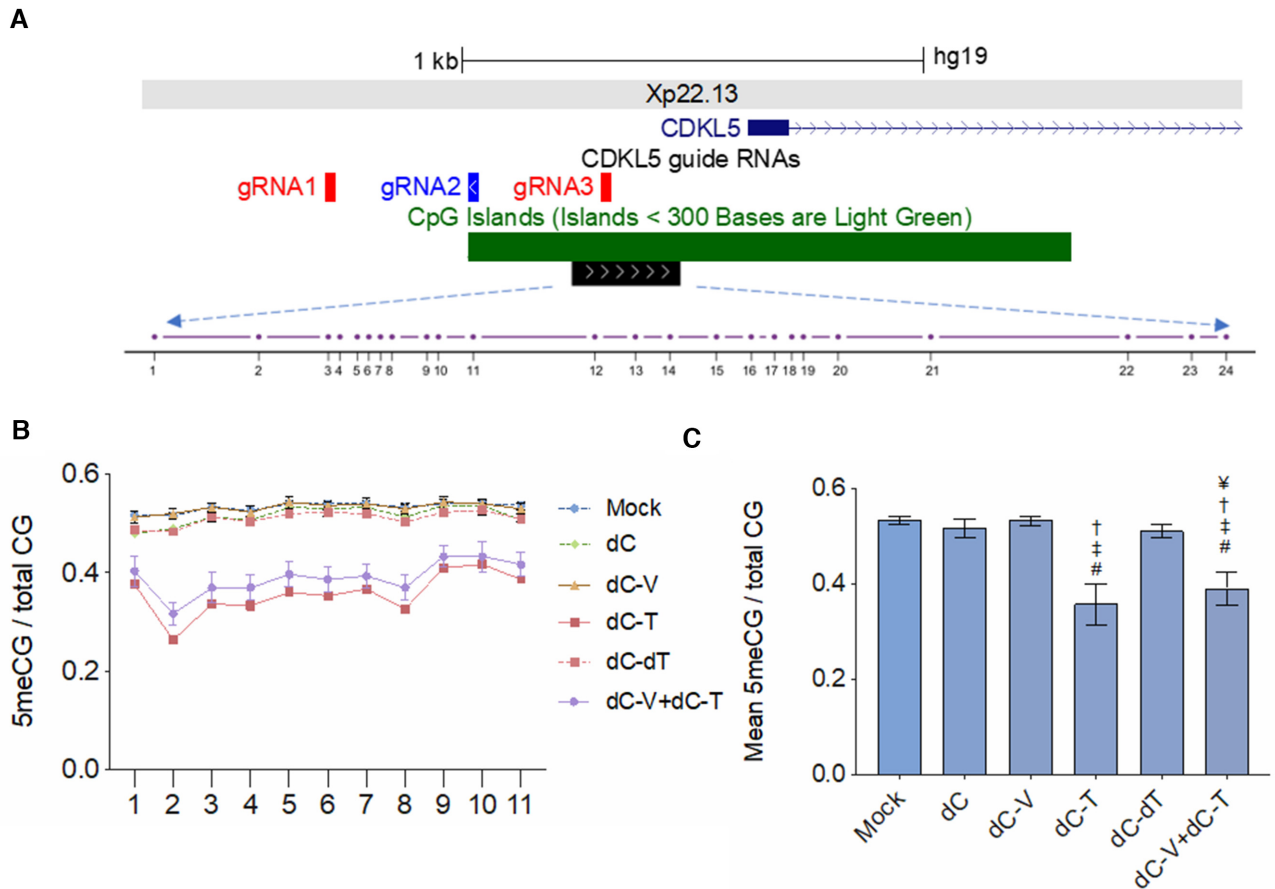 A
1 kb hg19
Xp22.13
CDKL5
CDKL5 guide RNAs
gRNA1 gRNA2 gRNA3
CpG Islands (Islands < 300 Bases are Light Green)
1 2 3 4 5 6 7 8 9 10 11 12 13 14 15 16 17 18 19 20 21 22 23 24
B
5meCG / total CG
0.6
0.4
0.2
0.0
1 2 3 4 5 6 7 8 9 10 11
Mock
dC
dC-V
dC-T
dC-dT
dC-V+dC-T
C
Mean 5meCG / total CG
0.6
0.4
0.2
0.0
†
‡
#
¥
†
‡
#
Mock dC dC-V dC-T dC-dT dC-V+dC-T